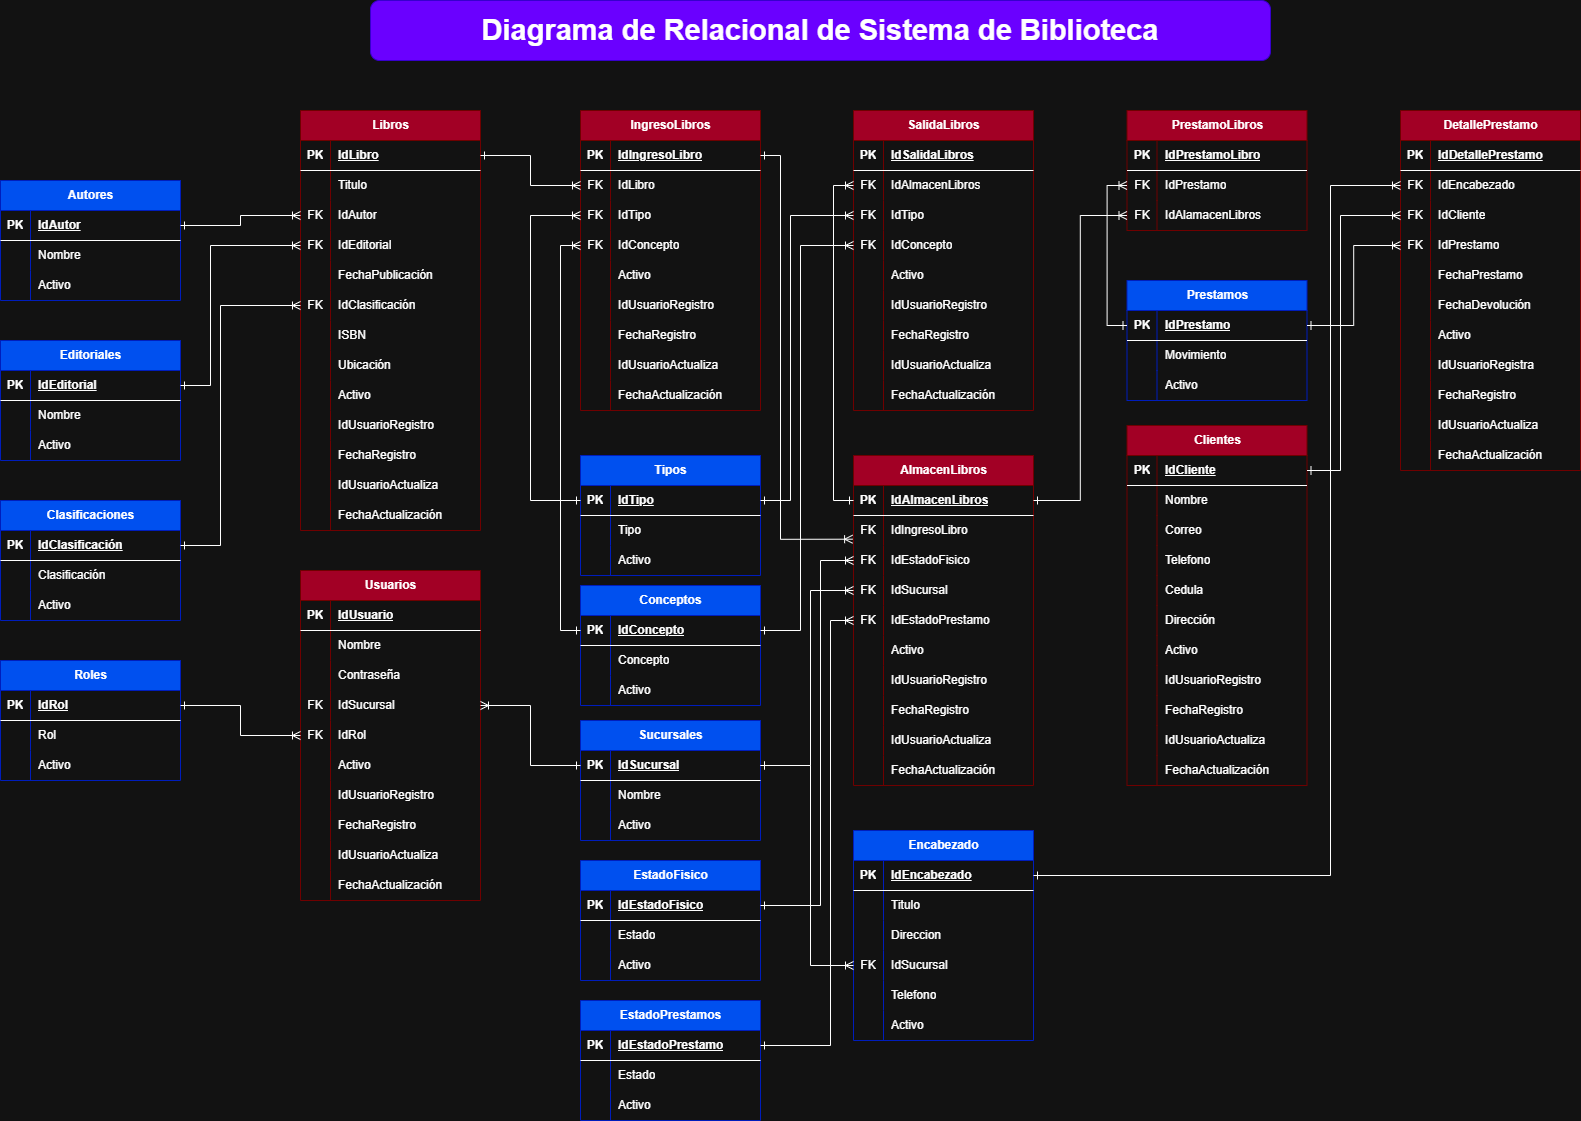 Diagrama de Relacional de Sistema de Biblioteca
Autores
PK IdAutor
Nombre
Activo
Editoriales
PK IdEditorial
Nombre
Activo
Clasificaciones
PK IdClasificación
Clasificación
Activo
Roles
PK IdRol
Rol
Activo
Libros
PK IdLibro
Titulo
FK IdAutor
FK IdEditorial
FechaPublicación
FK IdClasificación
ISBN
Ubicación
Activo
IdUsuarioRegistro
FechaRegistro
IdUsuarioActualiza
FechaActualización
Usuarios
PK IdUsuario
Nombre
Contraseña
FK IdSucursal
FK IdRol
Activo
IdUsuarioRegistro
FechaRegistro
IdUsuarioActualiza
FechaActualización
IngresoLibros
PK IdIngresoLibro
FK IdLibro
FK IdTipo
FK IdConcepto
Activo
IdUsuarioRegistro
FechaRegistro
IdUsuarioActualiza
FechaActualización
Tipos
PK IdTipo
Tipo
Activo
Conceptos
PK IdConcepto
Concepto
Activo
Sucursales
PK IdSucursal
Nombre
Activo
EstadoFisico
PK IdEstadoFisico
Estado
Activo
EstadoPrestamos
PK IdEstadoPrestamo
Estado
Activo
SalidaLibros
PK IdSalidaLibros
FK IdAlmacenLibros
FK IdTipo
FK IdConcepto
Activo
IdUsuarioRegistro
FechaRegistro
IdUsuarioActualiza
FechaActualización
AlmacenLibros
PK IdAlmacenLibros
FK IdIngresoLibro
FK IdEstadoFisico
FK IdSucursal
FK IdEstadoPrestamo
Activo
IdUsuarioRegistro
FechaRegistro
IdUsuarioActualiza
FechaActualización
Encabezado
PK IdEncabezado
Titulo
Direccion
FK IdSucursal
Telefono
Activo
PrestamoLibros
PK IdPrestamoLibro
FK IdPrestamo
FK IdAlamacenLibros
Prestamos
PK IdPrestamo
Movimiento
Activo
Clientes
PK IdCliente
Nombre
Correo
Telefono
Cedula
Dirección
Activo
IdUsuarioRegistro
FechaRegistro
IdUsuarioActualiza
FechaActualización
DetallePrestamo
PK IdDetallePrestamo
FK IdEncabezado
FK IdCliente
FK IdPrestamo
FechaPrestamo
FechaDevolución
Activo
IdUsuarioRegistra
FechaRegistro
IdUsuarioActualiza
FechaActualización